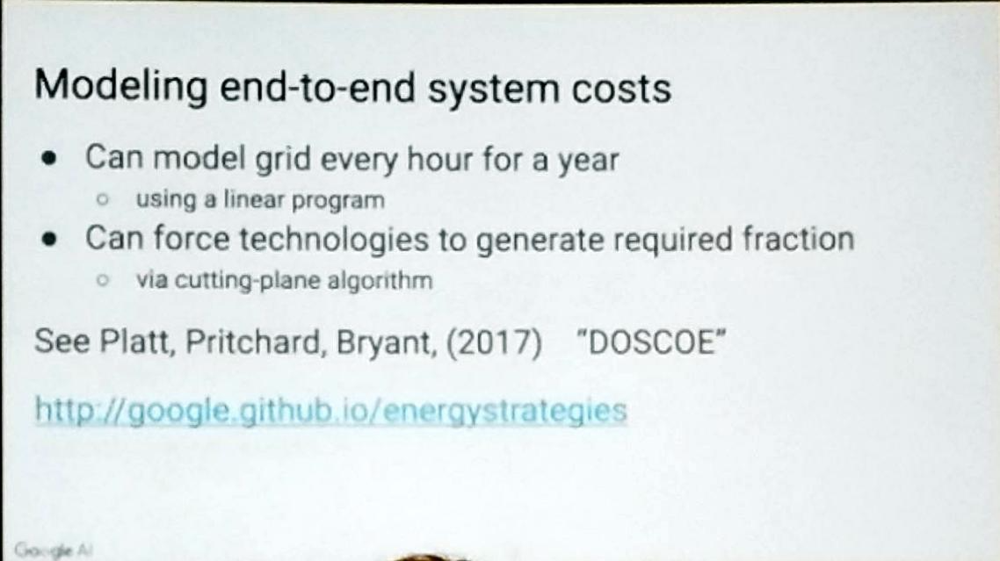 Modeling end-to-end system costs
● Can model grid every hour for a year
○ using a linear program
● Can force technologies to generate required fraction
○ via cutting-plane algorithm
See Platt, Pritchard, Bryant, (2017) "DOSCOE"
http://google.github.io/energystrategies
Google AI